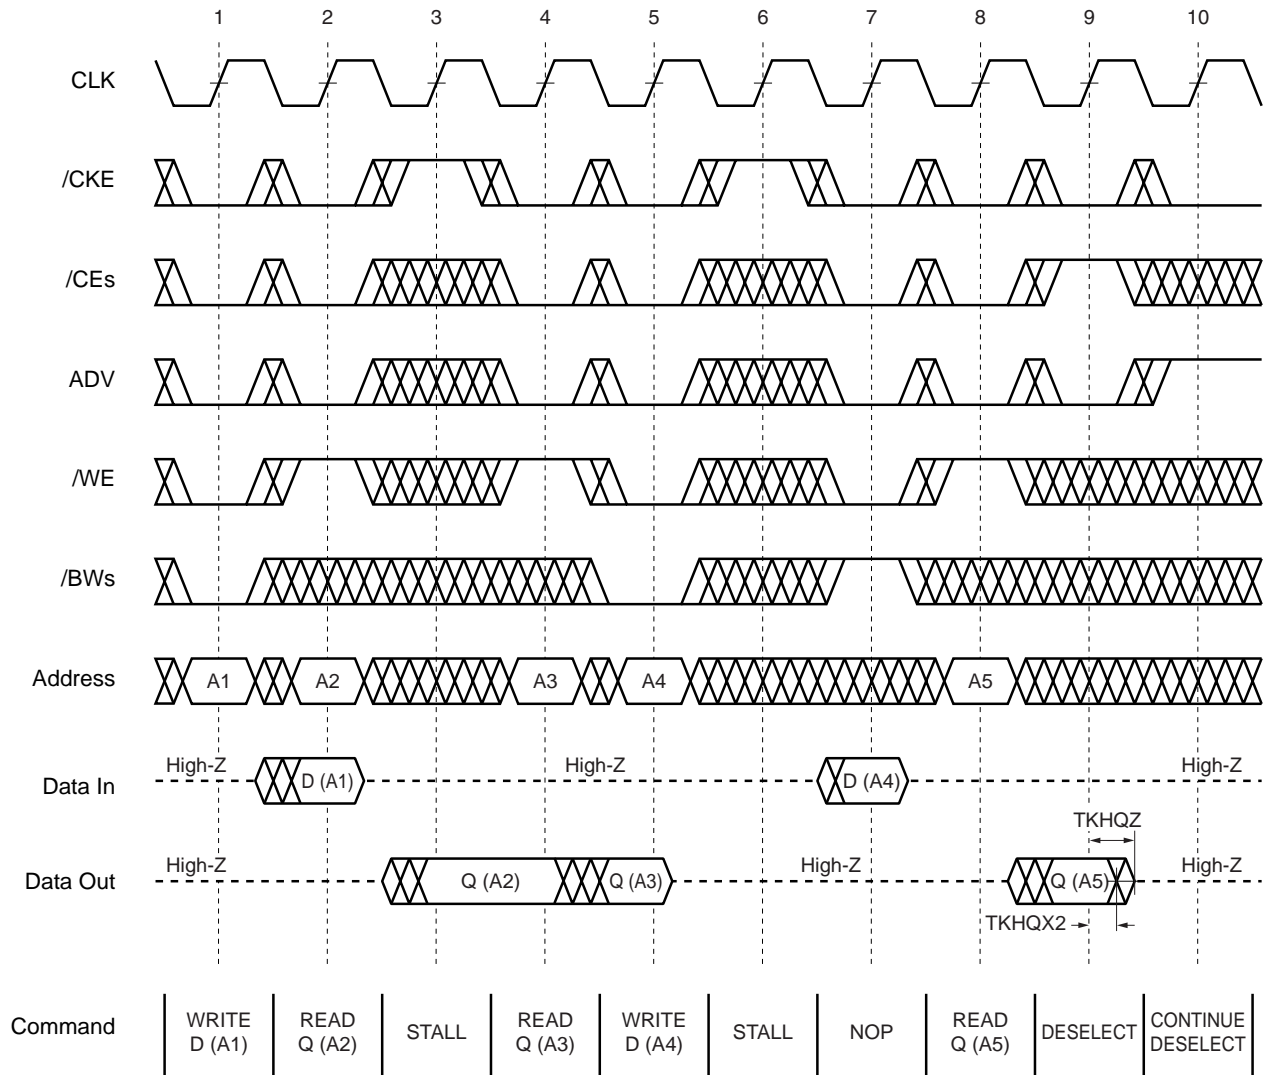 1 2 3 4 5 6 7 8 9 10
CLK
/CKE
/CEs
ADV
/WE
/BWs
Address A1 A2 A3 A4 A5
High-Z High-Z High-Z
Data In D (A1) D (A4)
TKHQZ
High-Z High-Z High-Z
Data Out Q (A2) Q (A3) Q (A5)
TKHQX2
Command
WRITE
D (A1)
READ
Q (A2)
STALL
READ
Q (A3)
WRITE
D (A4)
STALL
NOP
READ
Q (A5)
DESELECT
CONTINUE
DESELECT